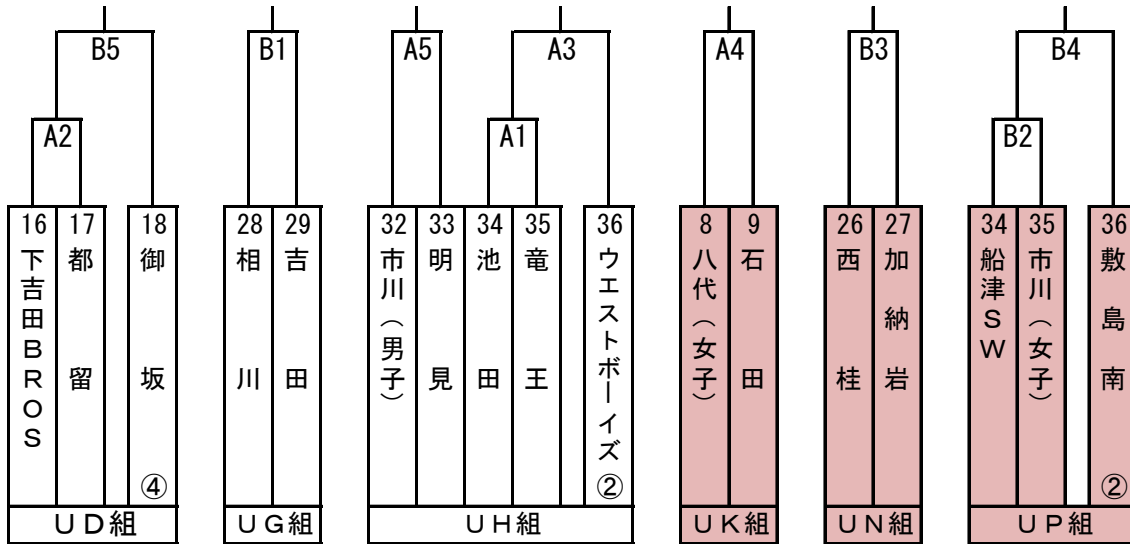 B5
B1
A5
A3
A4
B3
B4
A2
A1
B2
16
17
18
28
29
32
33
34
35
36
8
9
26
27
34
35
36
下吉田BROS
都留
御坂
④
相川
吉田
市川(男子)
明見
池田
竜王
ウエストボーイズ
②
八代(女子)
石田
西桂
加納岩
船津SW
市川(女子)
敷島南
②
UD組
UG組
UH組
UK組
UN組
UP組